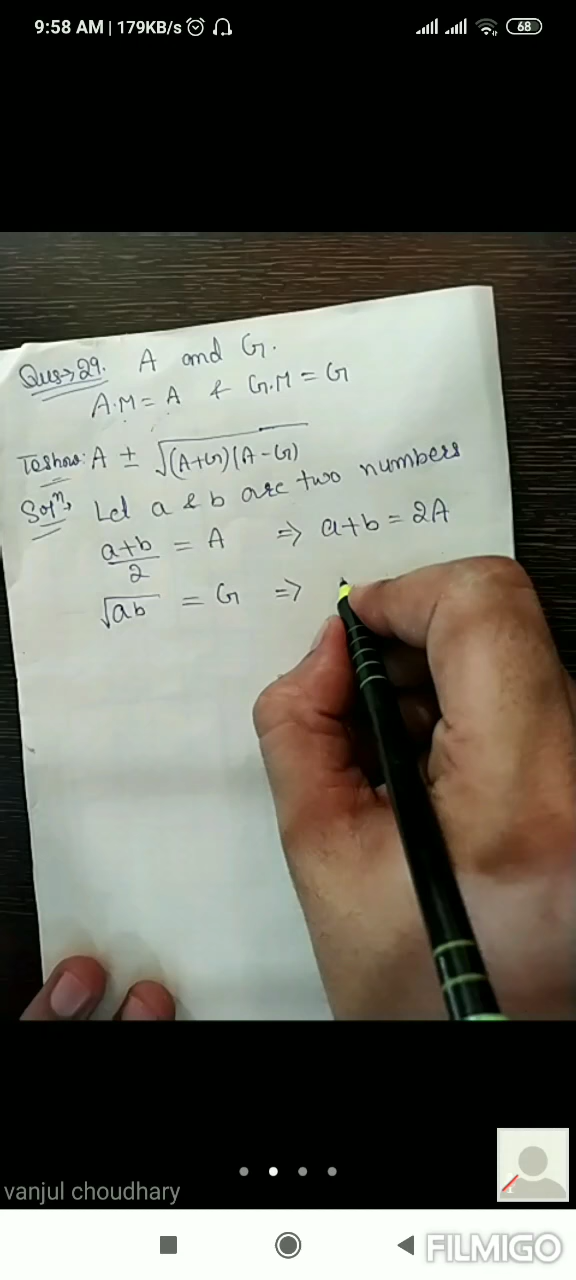 9:58 AM | 179KB/s
68
Ques→29. A and G.
A.M = A & G.M = G
To show: A ± √(A+G)(A-G)
Solⁿ→ Let a & b are two numbers
a+b/2 = A ⇒ a+b = 2A
√ab = G ⇒
vanjul choudhary
FILMIGO